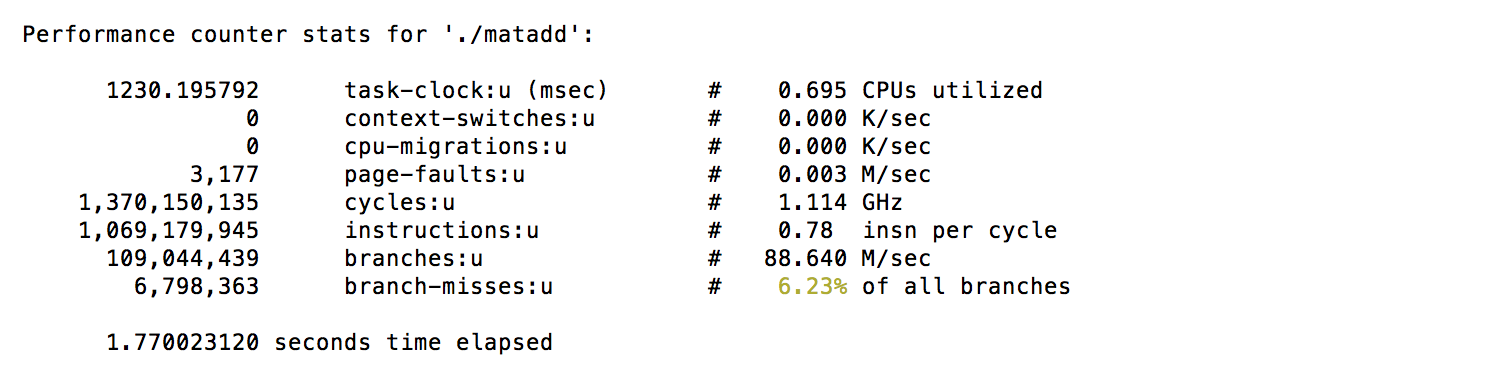 Performance counter stats for './matadd':
1230.195792 task-clock:u (msec) # 0.695 CPUs utilized
0 context-switches:u # 0.000 K/sec
0 cpu-migrations:u # 0.000 K/sec
3,177 page-faults:u # 0.003 M/sec
1,370,150,135 cycles:u # 1.114 GHz
1,069,179,945 instructions:u # 0.78 insn per cycle
109,044,439 branches:u # 88.640 M/sec
6,798,363 branch-misses:u # 6.23% of all branches
1.770023120 seconds time elapsed